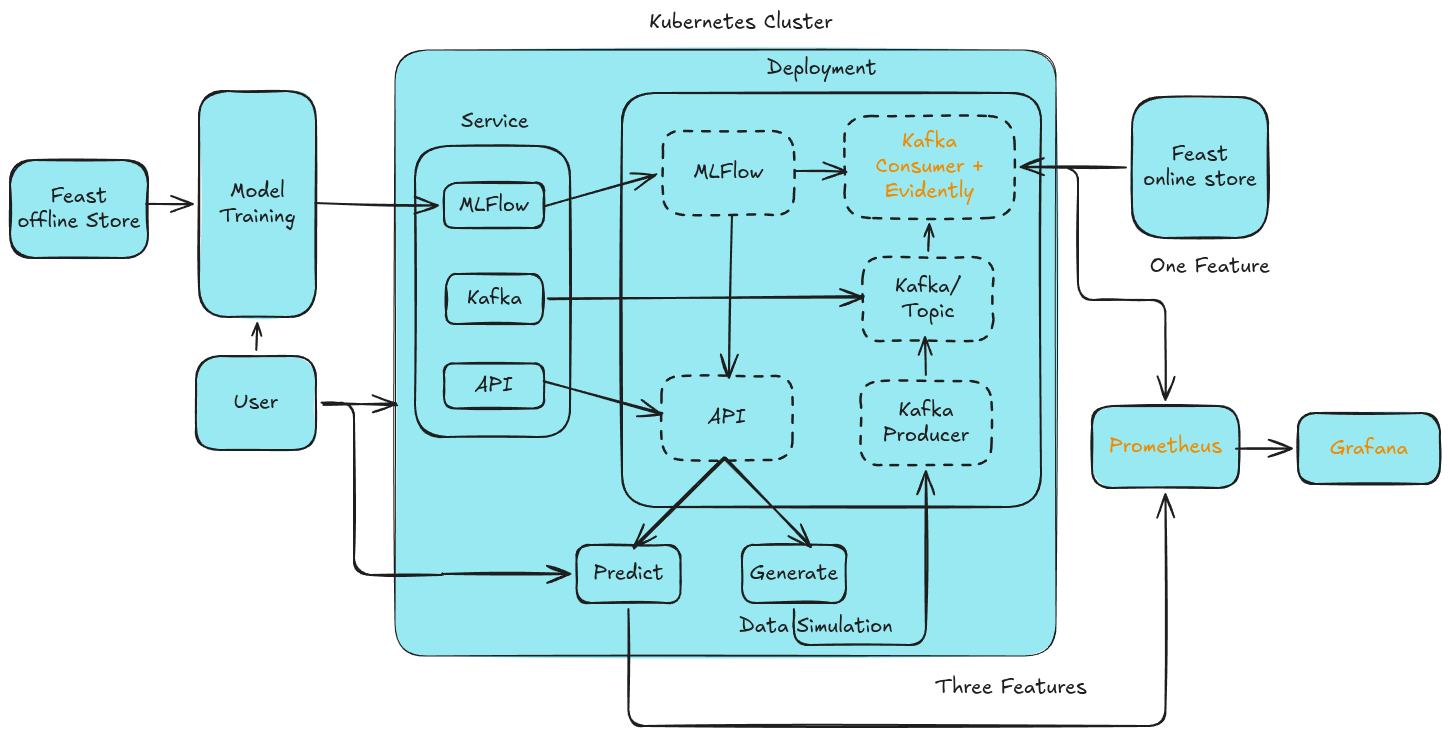 Kubernetes Cluster
Deployment
Service
Feast
offline Store
Model
Training
User
MLFlow
Kafka
API
MLFlow
Kafka
Consumer +
Evidently
Kafka/
Topic
API
Kafka
Producer
Feast
online store
One Feature
Prometheus
Grafana
Predict
Generate
Data Simulation
Three Features